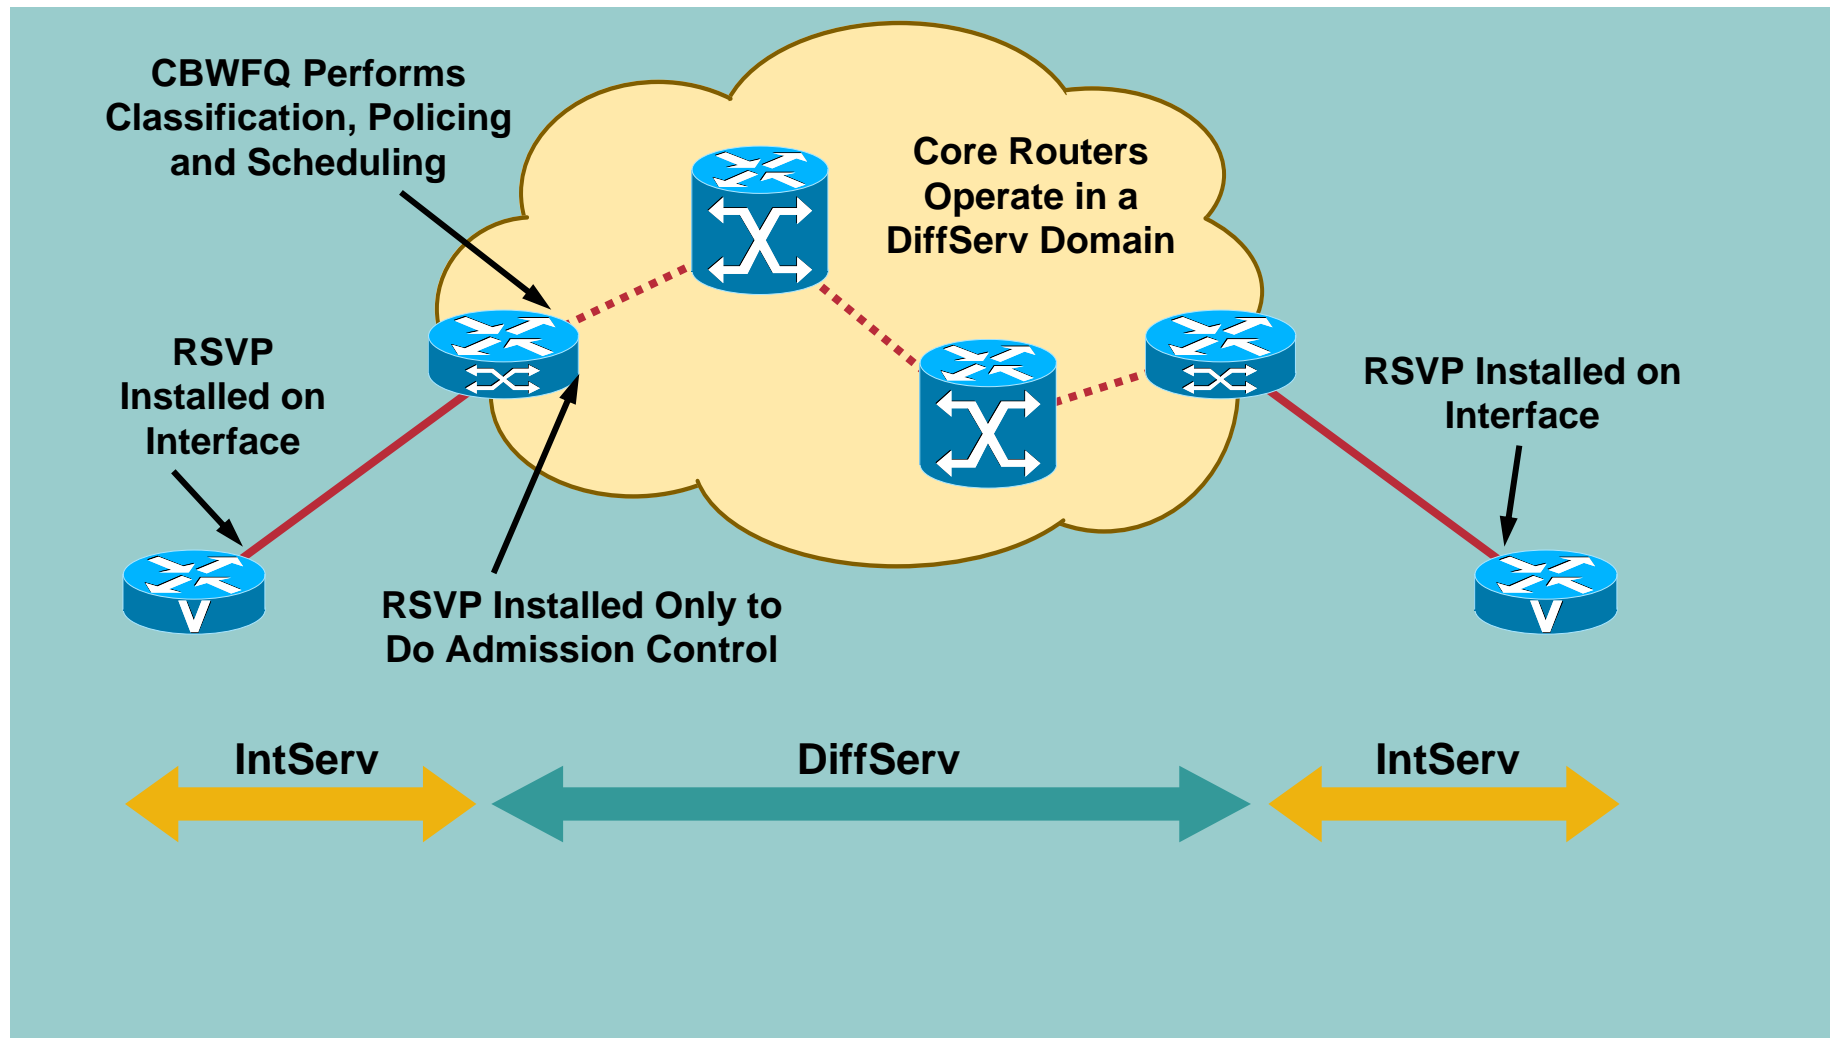 CBWFQ Performs
Classification, Policing
and Scheduling
Core Routers
Operate in a
DiffServ Domain
RSVP
Installed on
Interface
RSVP Installed on
Interface
V
RSVP Installed Only to
Do Admission Control
V
IntServ
DiffServ
IntServ